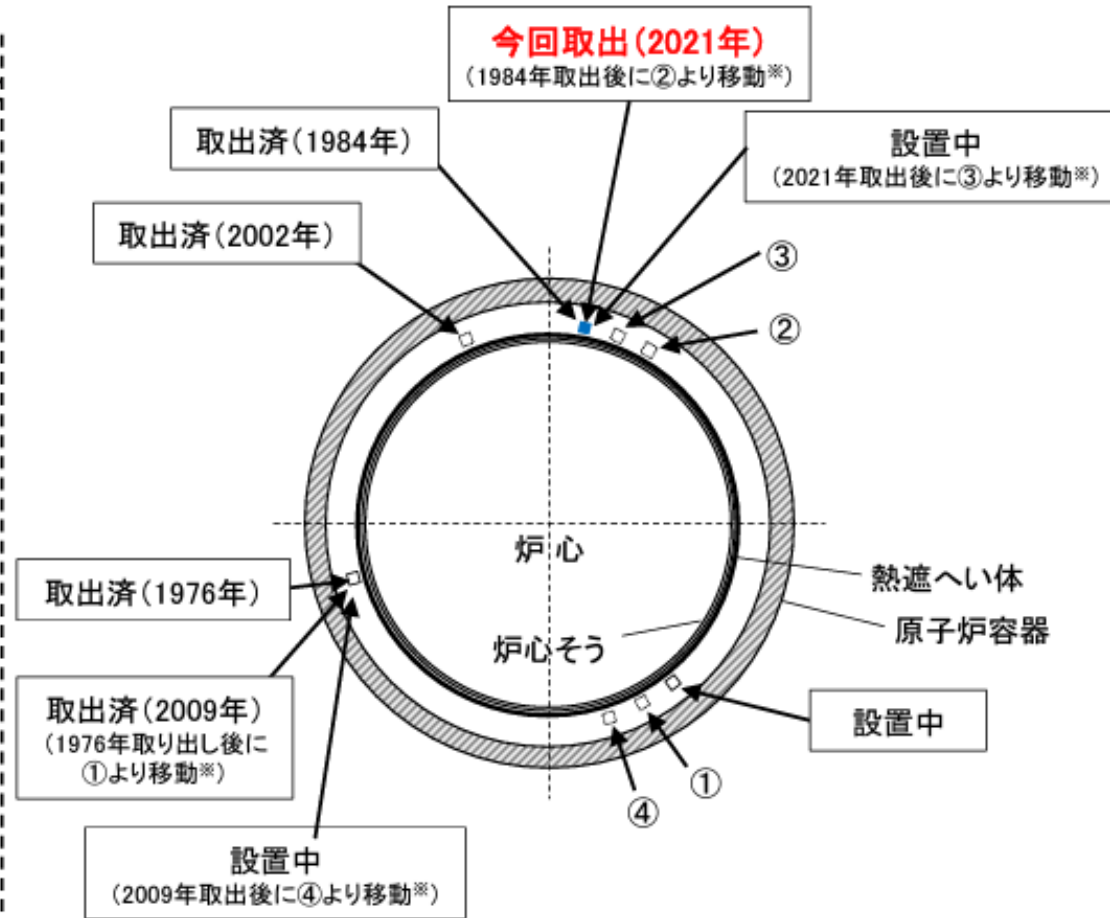 今回取出(2021年)
(1984年取出後に②より移動※)
取出済(1984年)
設置中
(2021年取出後に③より移動※)
取出済(2002年)
③
②
炉心
取出済(1976年)
熱遮へい体
原子炉容器
炉心そう
取出済(2009年)
(1976年取り出し後に
①より移動※)
設置中
①
④
設置中
(2009年取出後に④より移動※)